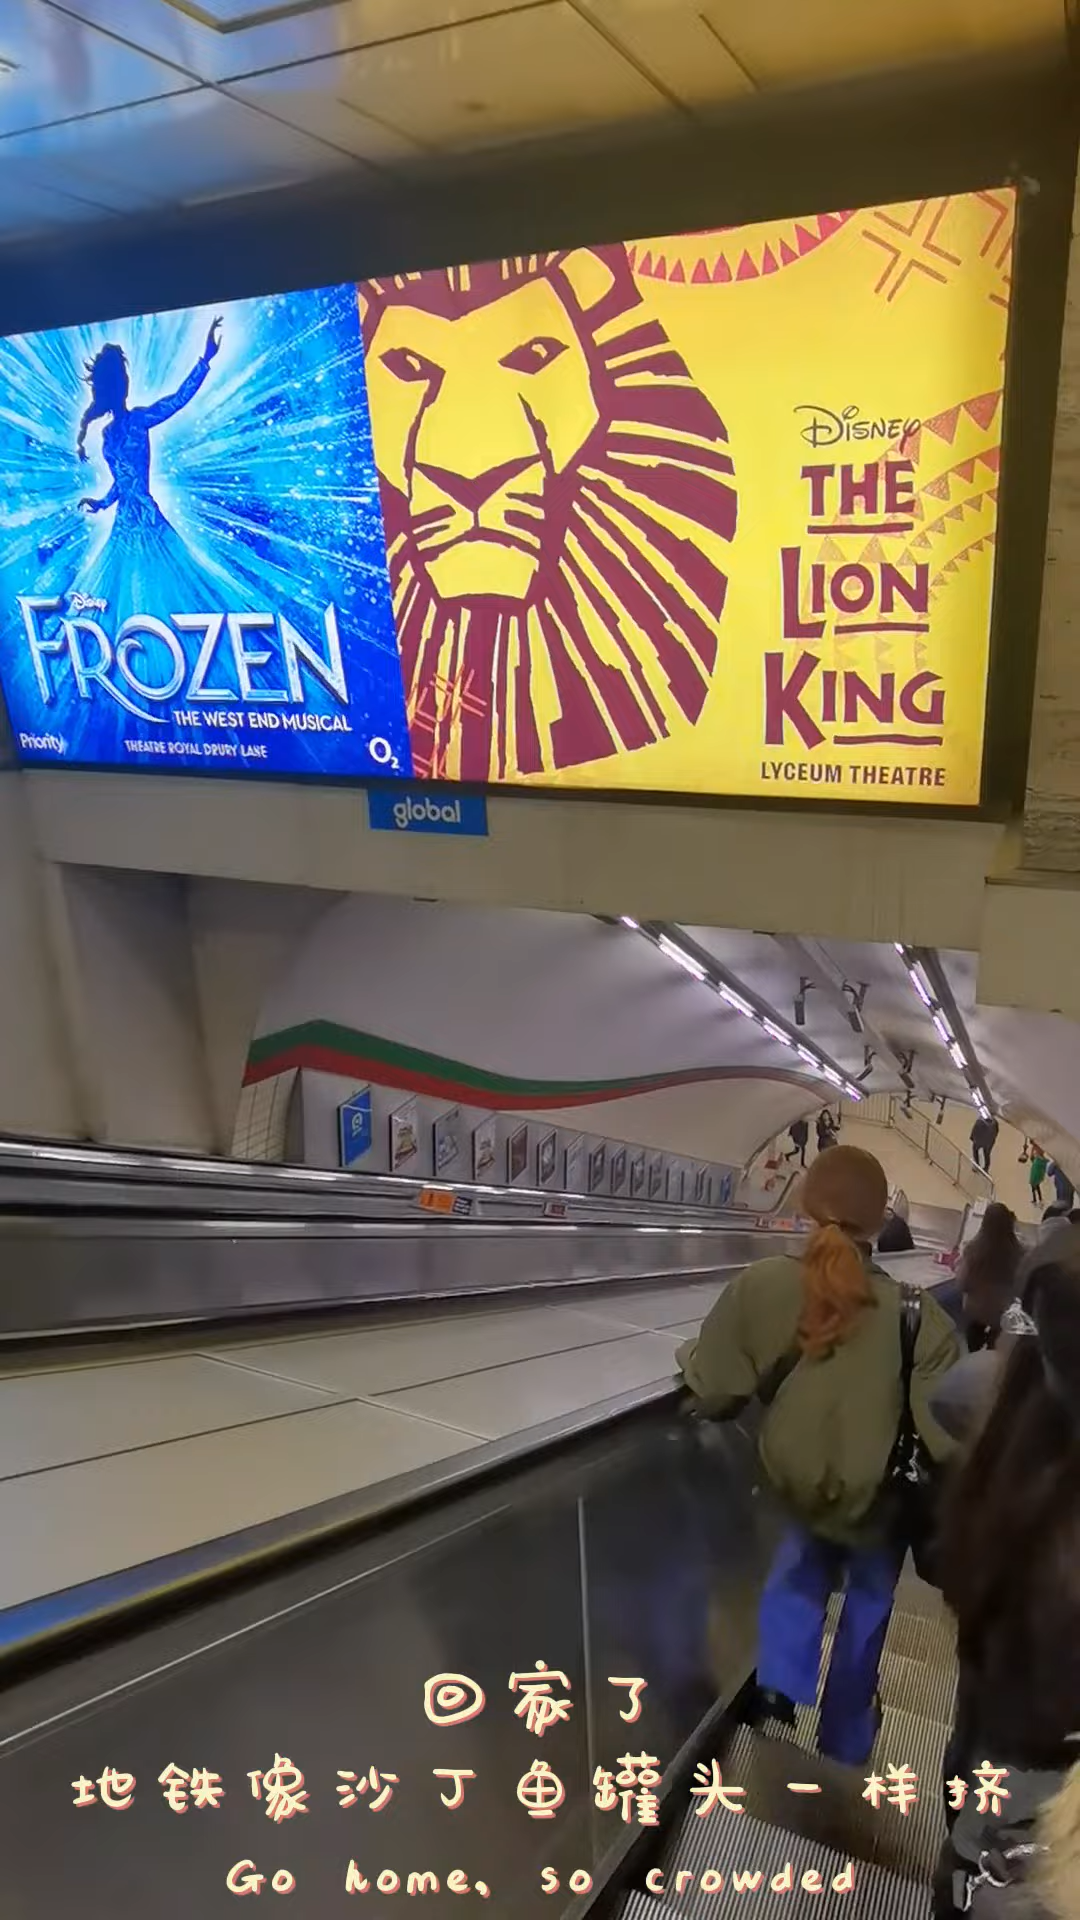 Disney
FROZEN
THE WEST END MUSICAL
Priority
THEATRE ROYAL DRURY LANE
O2
Disney
THE
LION
KING
LYCEUM THEATRE
global
回家了
地铁像沙丁鱼罐头一样挤
Go home, so crowded